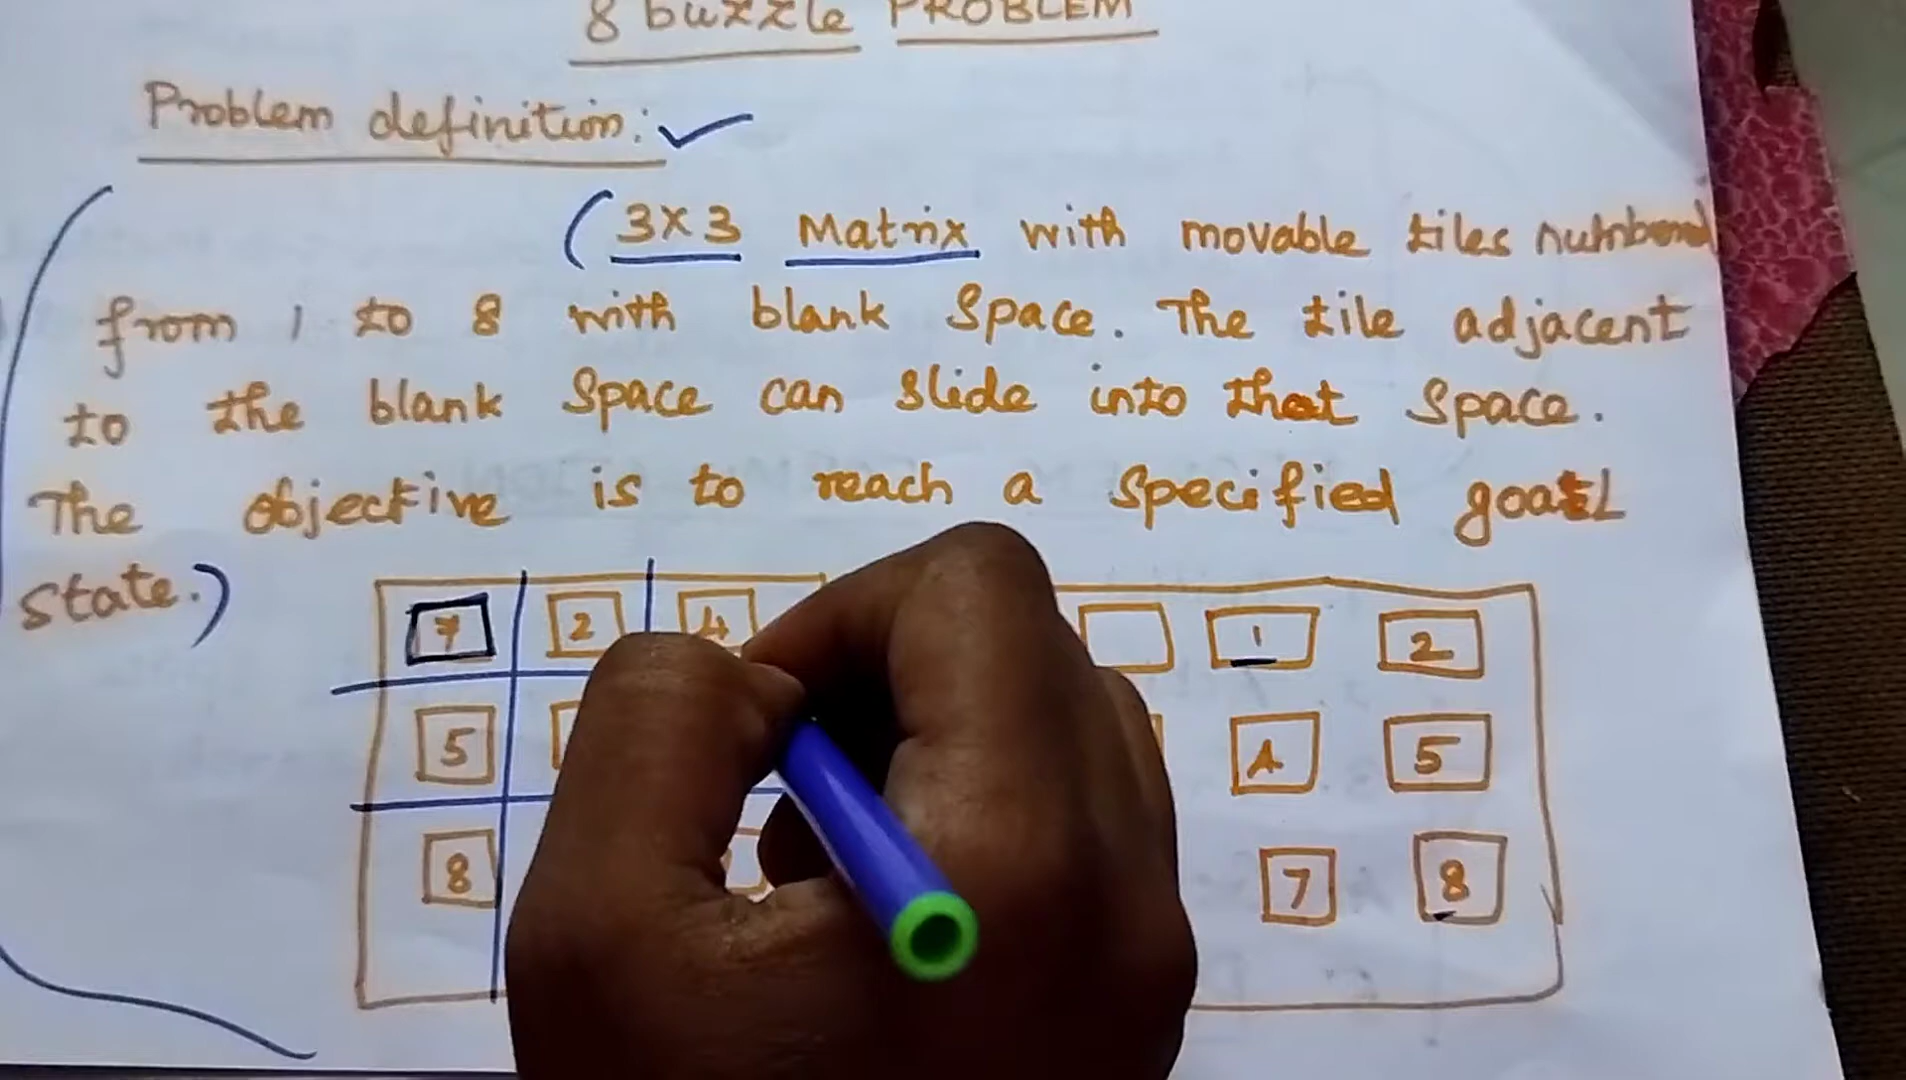 8 buzzle PROBLEM
Problem definition:
(3x3 Matrix with movable tiles numbered
from 1 to 8 with blank Space. The tile adjacent
to the blank Space can slide into that Space.
The objective is to reach a specified goal
state.)
7 2 4 1 2
5 4 5
8 7 8